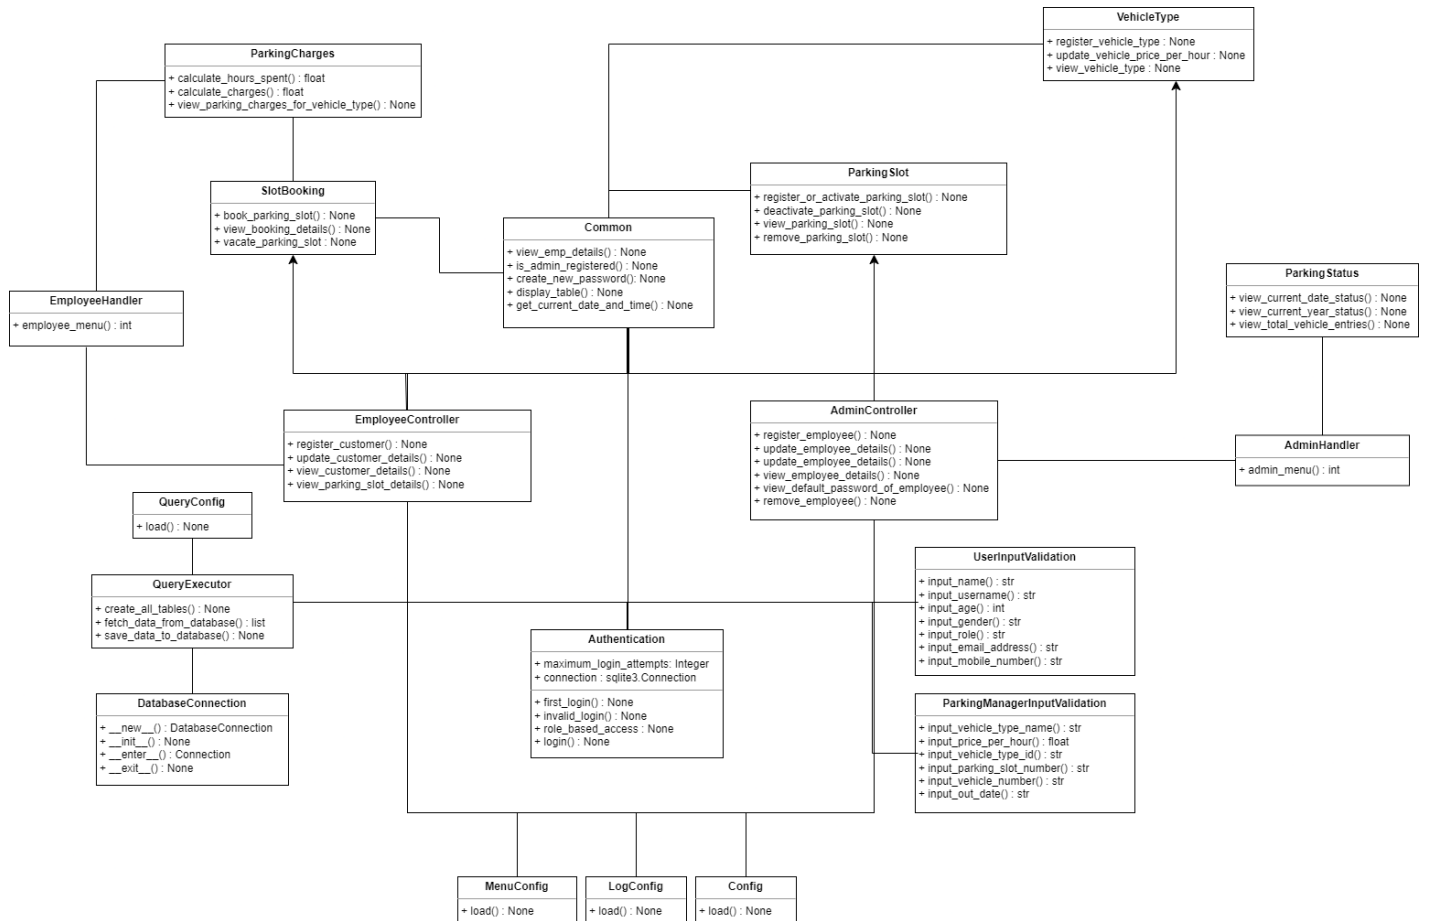 VehicleType
+ register_vehicle_type : None
+ update_vehicle_price_per_hour : None
+ view_vehicle_type : None
ParkingCharges
+ calculate_hours_spent() : float
+ calculate_charges() : float
+ view_parking_charges_for_vehicle_type() : None
ParkingSlot
+ register_or_activate_parking_slot() : None
+ deactivate_parking_slot() : None
+ view_parking_slot() : None
+ remove_parking_slot() : None
SlotBooking
+ book_parking_slot() : None
+ view_booking_details() : None
+ vacate_parking_slot : None
Common
+ view_emp_details() : None
+ is_admin_registered() : None
+ create_new_password(): None
+ display_table() : None
+ get_current_date_and_time() : None
ParkingStatus
+ view_current_date_status() : None
+ view_current_year_status() : None
+ view_total_vehicle_entries() : None
EmployeeHandler
+ employee_menu() : int
EmployeeController
+ register_customer() : None
+ update_customer_details() : None
+ view_customer_details() : None
+ view_parking_slot_details() : None
AdminController
+ register_employee() : None
+ update_employee_details() : None
+ update_employee_details() : None
+ view_employee_details() : None
+ view_default_password_of_employee() : None
+ remove_employee() : None
AdminHandler
+ admin_menu() : int
QueryConfig
+ load() : None
QueryExecutor
+ create_all_tables() : None
+ fetch_data_from_database() : list
+ save_data_to_database() : None
UserInputValidation
+ input_name() : str
+ input_username() : str
+ input_age() : int
+ input_gender() : str
+ input_role() : str
+ input_email_address() : str
+ input_mobile_number() : str
Authentication
+ maximum_login_attempts: Integer
+ connection : sqlite3.Connection
+ first_login() : None
+ invalid_login() : None
+ role_based_access : None
+ login() : None
DatabaseConnection
+ __new__() : DatabaseConnection
+ __init__() : None
+ __enter__() : Connection
+ __exit__() : None
ParkingManagerInputValidation
+ input_vehicle_type_name() : str
+ input_price_per_hour() : float
+ input_vehicle_type_id() : str
+ input_parking_slot_number() : str
+ input_vehicle_number() : str
+ input_out_date() : str
MenuConfig
+ load() : None
LogConfig
+ load() : None
Config
+ load() : None